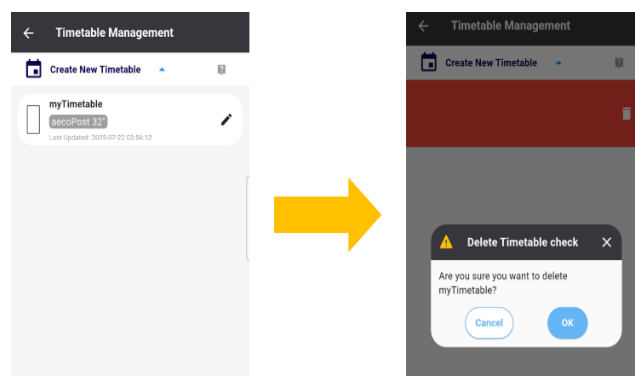 Timetable Management
Create New Timetable
myTimetable
aecoPost 32"
Last Updated: 2025-07-22 03:56:12
Timetable Management
Create New Timetable
Delete Timetable check
Are you sure you want to delete
myTimetable?
Cancel
OK